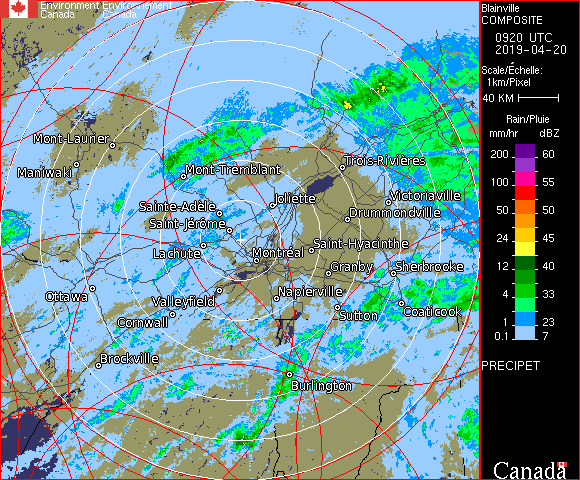 Environment Environnement
Canada Canada
Blainville
COMPOSITE
0920 UTC
2019-04-20
Scale/Échelle:
1km/Pixel
40 KM
Rain/Pluie
mm/hr dBZ
200 60
150 57
100 55
50 50
24 45
12 40
8 33
4 23
1 7
0.1
PRECIPET
Canada
Mont-Laurier
Maniwaki
Mont-Tremblant
Trois-Rivières
Sainte-Adèle
Joliette
Victoriaville
Saint-Jérôme
Drummondville
Lachute
Montréal
Saint-Hyacinthe
Granby
Sherbrooke
Ottawa
Valleyfield
Napierville
Cornwall
Sutton
Coaticook
Brockville
Burlington